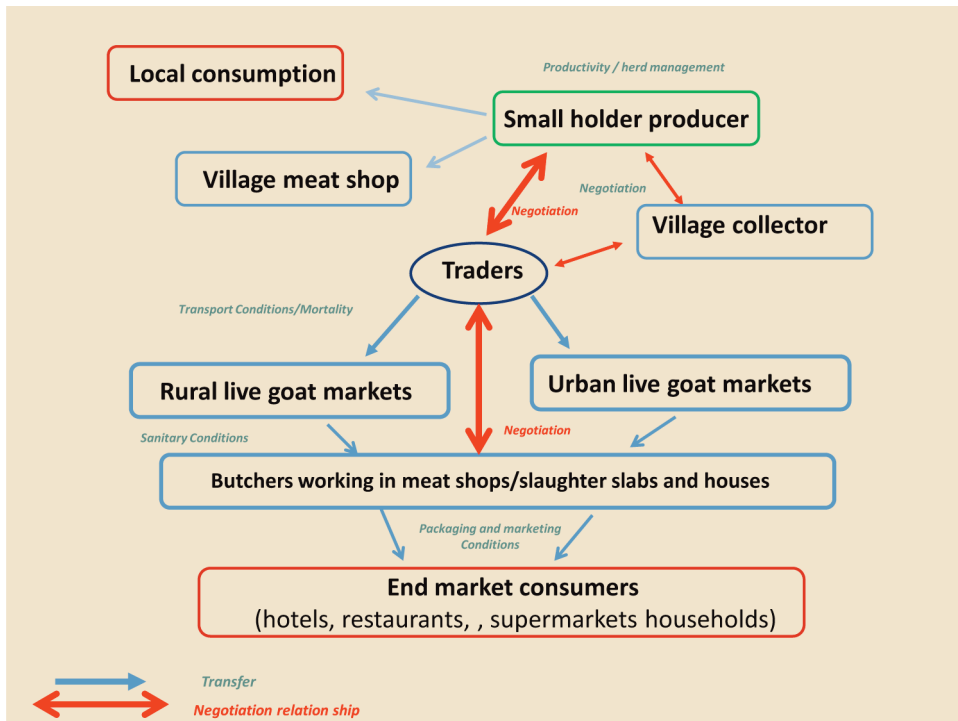 Productivity / herd management
Local consumption
Small holder producer
Village meat shop
Negotiation
Negotiation
Village collector
Traders
Transport Conditions/Mortality
Rural live goat markets
Urban live goat markets
Sanitary Conditions
Negotiation
Butchers working in meat shops/slaughter slabs and houses
Packaging and marketing
Conditions
End market consumers
(hotels, restaurants, , supermarkets households)
Transfer
Negotiation relation ship